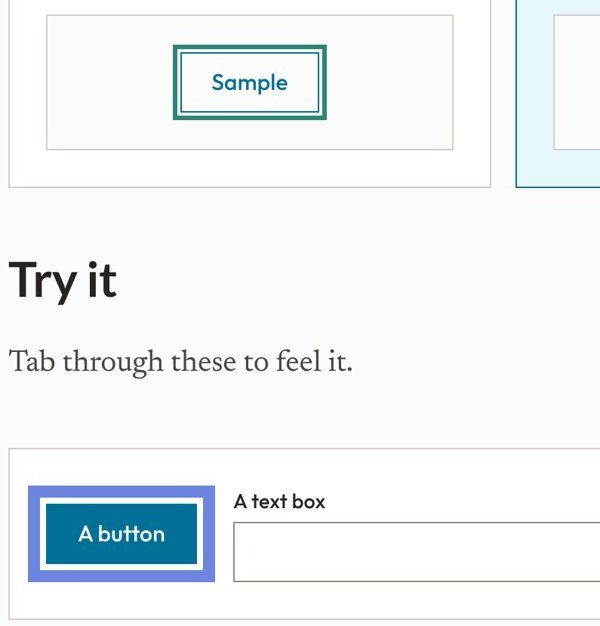 Sample
Try it
Tab through these to feel it.
A text box
A button